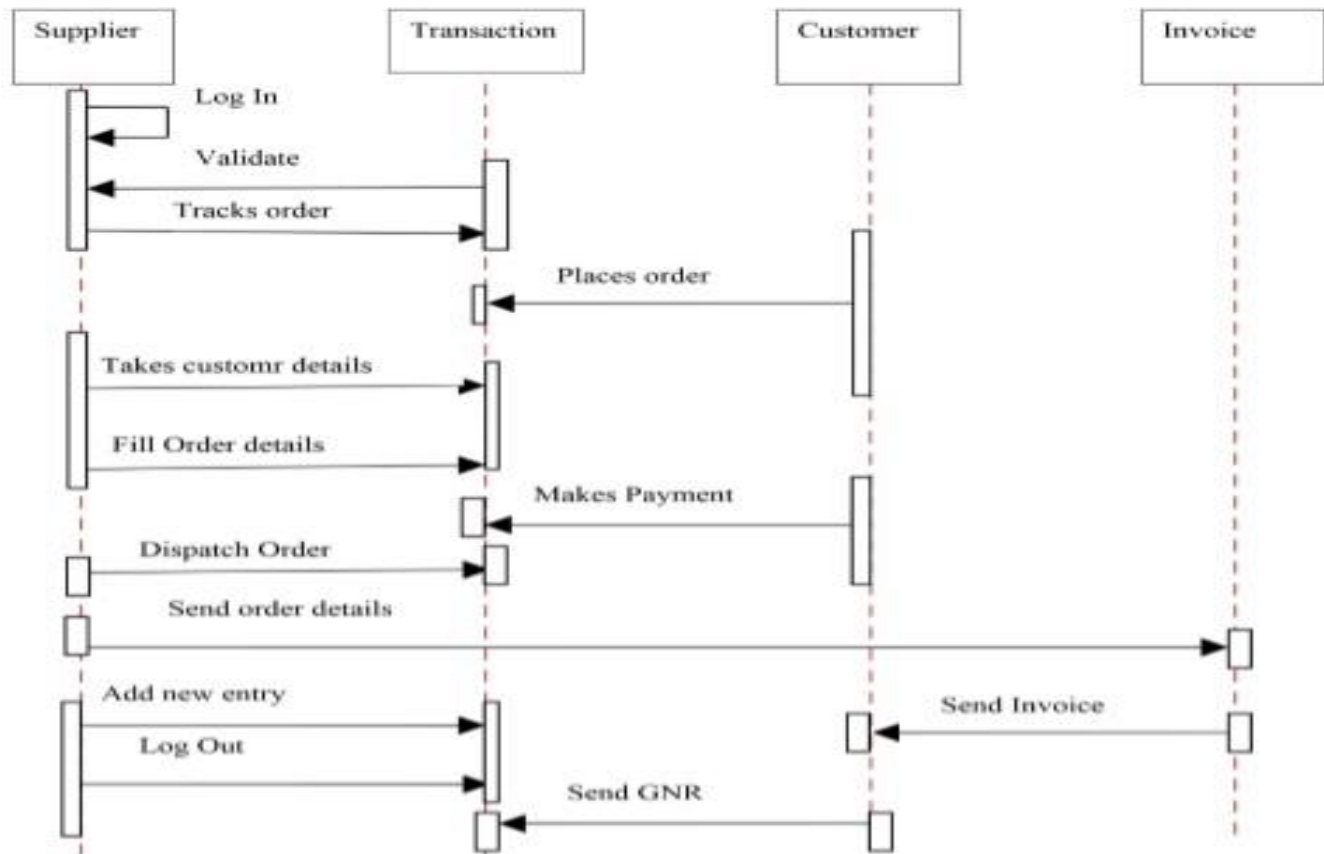 Supplier
Transaction
Customer
Invoice
Log In
Validate
Tracks order
Places order
Takes customr details
Fill Order details
Makes Payment
Dispatch Order
Send order details
Add new entry
Send Invoice
Log Out
Send GNR